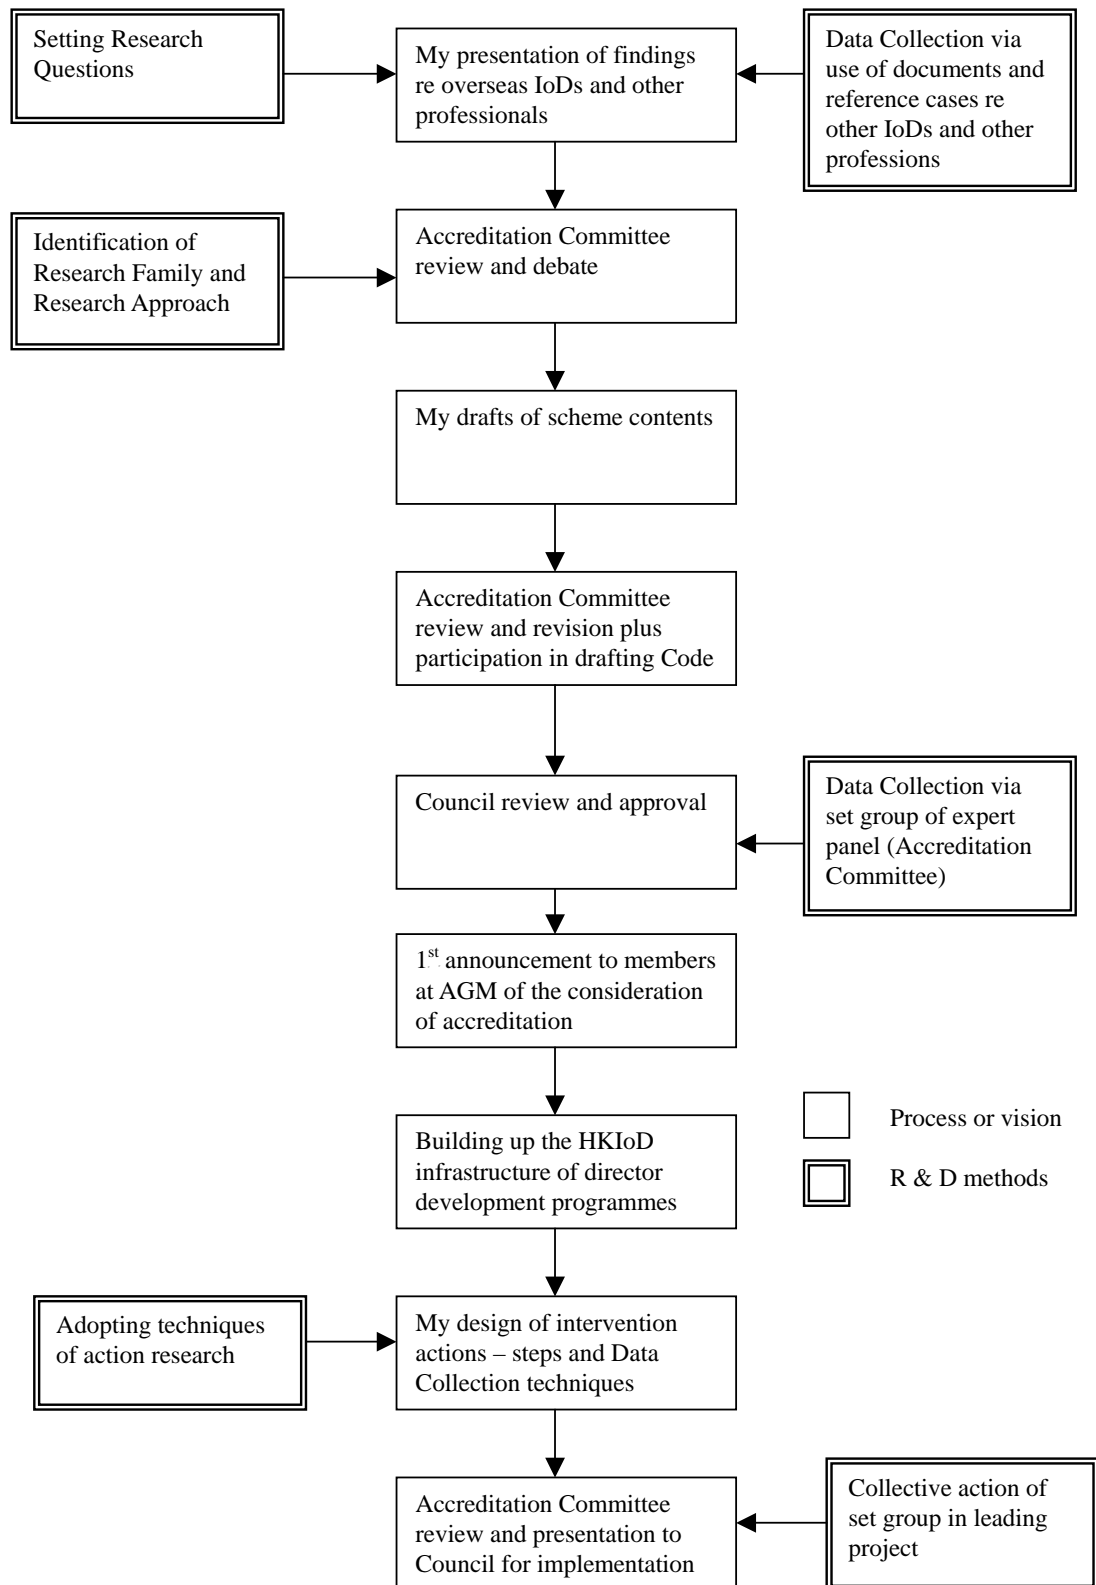 Setting Research
Questions
My presentation of findings
re overseas IoDs and other
professionals
Data Collection via
use of documents and
reference cases re
other IoDs and other
professions
Identification of
Research Family and
Research Approach
Accreditation Committee
review and debate
My drafts of scheme contents
Accreditation Committee
review and revision plus
participation in drafting Code
Council review and approval
Data Collection via
set group of expert
panel (Accreditation
Committee)
1st announcement to members
at AGM of the consideration
of accreditation
Building up the HKIoD
infrastructure of director
development programmes
Process or vision
R & D methods
Adopting techniques
of action research
My design of intervention
actions – steps and Data
Collection techniques
Accreditation Committee
review and presentation to
Council for implementation
Collective action of
set group in leading
project